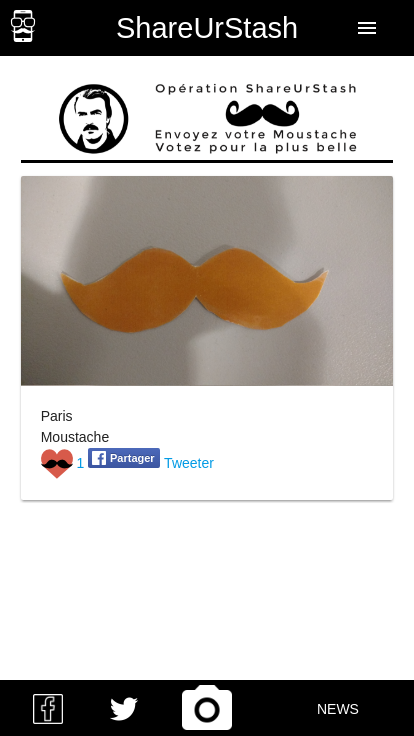 ShareUrStash
Opération ShareUrStash
Envoyez votre Moustache
Votez pour la plus belle
Paris
Moustache
1 Partager Tweeter
NEWS